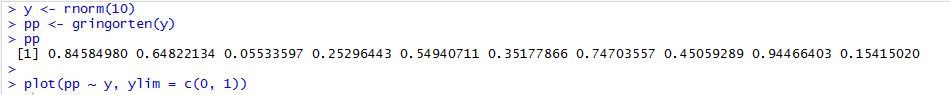 > y <- rnorm(10)
> pp <- gringorten(y)
> pp
[1] 0.84584980 0.64822134 0.05533597 0.25296443 0.54940711 0.35177866 0.74703557 0.45059289 0.94466403 0.15415020
>
> plot(pp ~ y, ylim = c(0, 1))